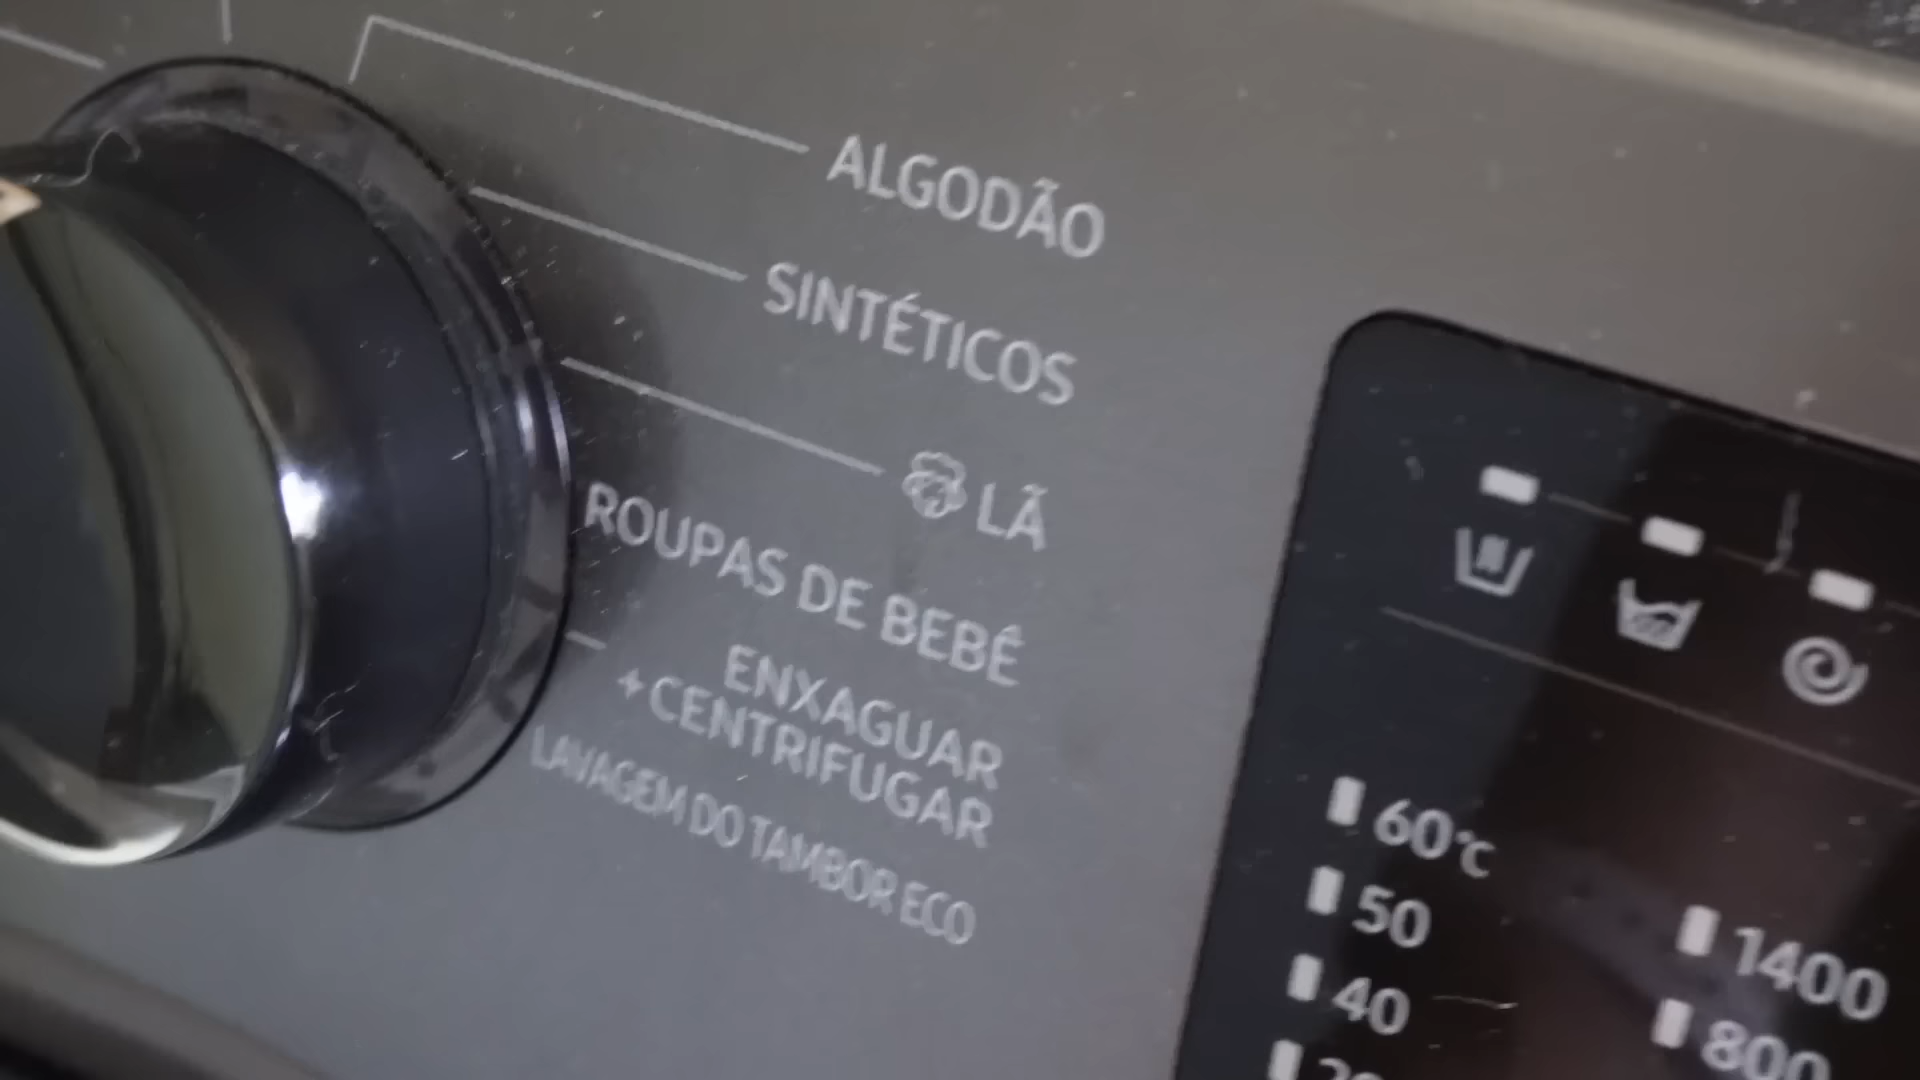 ALGODÃO
SINTÉTICOS
LÃ
ROUPAS DE BEBÊ
ENXAGUAR
+CENTRIFUGAR
LAVAGEM DO TAMBOR ECO
60°C
50
40
1400
800